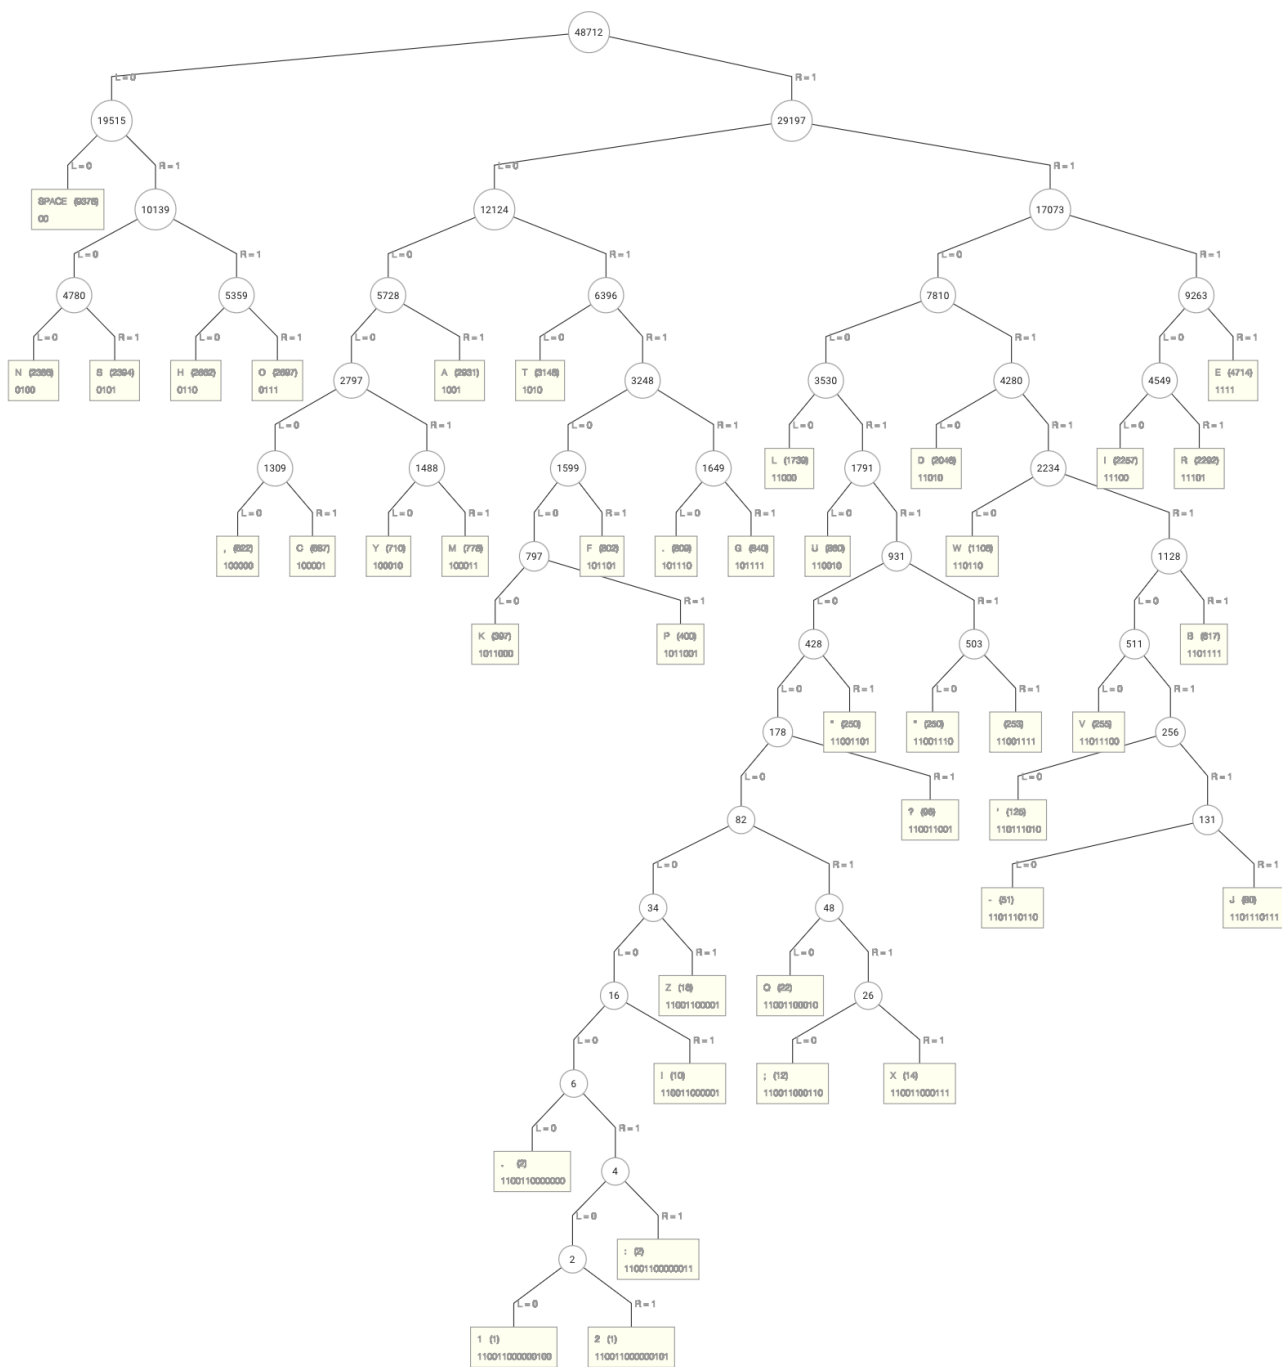 48712
L=0
R=1
19515
29197
L=0
R=1
L=0
R=1
SPACE (9376)
00
10139
12124
17073
L=0
R=1
L=0
R=1
L=0
R=1
4780
5359
5728
6396
7810
9263
L=0
R=1
L=0
R=1
L=0
R=1
L=0
R=1
L=0
R=1
L=0
R=1
N (2386)
0100
S (2394)
0101
H (2662)
0110
O (2697)
0111
2797
A (2931)
1001
T (3148)
1010
3248
3530
4280
4549
E (4714)
1111
L=0
R=1
L=0
R=1
L=0
R=1
L=0
R=1
L=0
R=1
1309
1488
1599
1649
L (1739)
11000
1791
D (2046)
11010
2234
I (2257)
11100
R (2292)
11101
L=0
R=1
L=0
R=1
L=0
R=1
L=0
R=1
L=0
R=1
L=0
R=1
, (622)
100000
C (687)
100001
Y (710)
100010
M (778)
100011
797
F (802)
101101
. (809)
101110
G (840)
101111
U (860)
110010
931
W (1106)
110110
1128
L=0
R=1
L=0
R=1
L=0
R=1
K (397)
1011000
P (400)
1011001
428
503
511
B (617)
1101111
L=0
R=1
L=0
R=1
L=0
R=1
178
" (250)
11001101
" (250)
11001110
(253)
11001111
V (255)
11011100
256
L=0
R=1
L=0
R=1
82
? (96)
110011001
' (125)
110111010
131
L=0
R=1
L=0
R=1
34
48
- (51)
1101110110
J (80)
1101110111
L=0
R=1
L=0
R=1
16
Z (18)
11001100001
Q (22)
11001100010
26
L=0
R=1
L=0
R=1
6
(10)
110011000001
; (12)
110011000110
X (14)
110011000111
L=0
R=1
(2)
1100110000000
4
L=0
R=1
2
: (2)
11001100000011
L=0
R=1
1 (1)
110011000000100
2 (1)
110011000000101